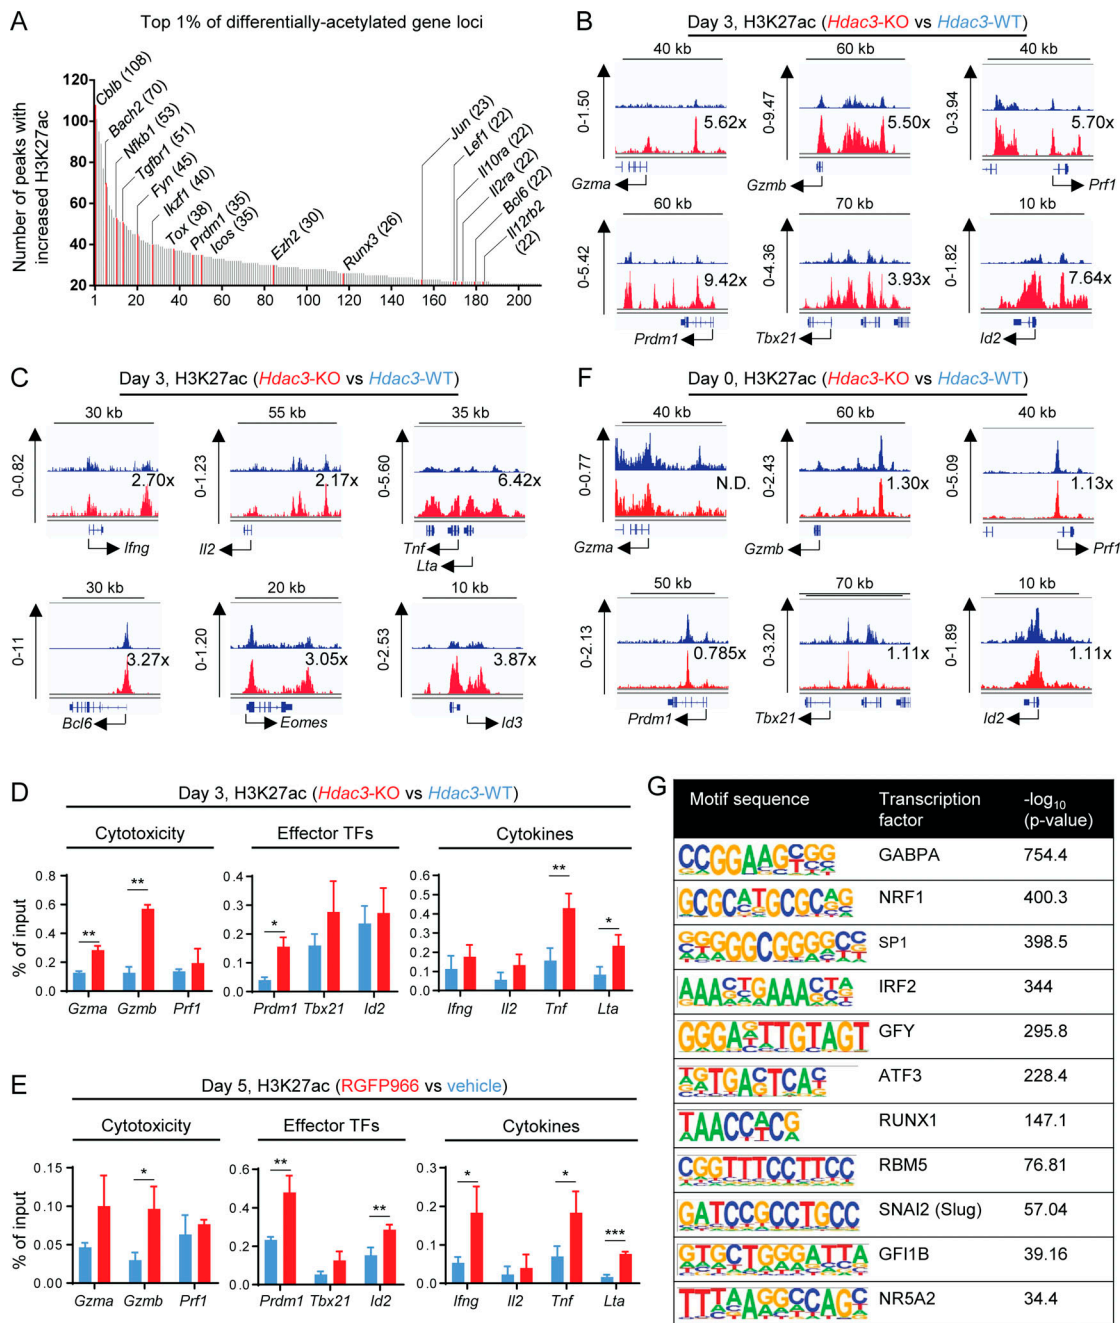 A
Top 1% of differentially-acetylated gene loci
Number of peaks with
increased H3K27ac
120
100
80
60
40
20
Cblb (108)
Bach2 (70)
Nfkb1 (53)
Tgfbr1 (51)
Fyn (45)
Ikzf1 (40)
Tox (38)
Prdm1 (35)
Icos (35)
Ezh2 (30)
Runx3 (26)
Jun (23)
Lef1 (22)
Il10ra (22)
Il2ra (22)
Bcl6 (22)
Il12rb2
(22)
1 20 40 60 80 100 120 140 160 180 200
B
Day 3, H3K27ac (Hdac3-KO vs Hdac3-WT)
40 kb 60 kb 40 kb
0-1.50 0-9.47 0-3.94
5.62x 5.50x 5.70x
Gzma Gzmb Prf1
60 kb 70 kb 10 kb
0-5.42 0-4.36 0-1.82
9.42x 3.93x 7.64x
Prdm1 Tbx21 Id2
C
Day 3, H3K27ac (Hdac3-KO vs Hdac3-WT)
30 kb 55 kb 35 kb
0-0.82 0-1.23 0-5.60
2.70x 2.17x 6.42x
Ifng Il2 Tnf
Lta
30 kb 20 kb 10 kb
0-11 0-1.20 0-2.53
3.27x 3.05x 3.87x
Bcl6 Eomes Id3
F
Day 0, H3K27ac (Hdac3-KO vs Hdac3-WT)
40 kb 60 kb 40 kb
0-0.77 0-2.43 0-5.09
N.D. 1.30x 1.13x
Gzma Gzmb Prf1
50 kb 70 kb 10 kb
0-2.13 0-3.20 0-1.89
0.785x 1.11x 1.11x
Prdm1 Tbx21 Id2
D
Day 3, H3K27ac (Hdac3-KO vs Hdac3-WT)
Cytotoxicity Effector TFs Cytokines
% of input
0.8
0.6
0.4
0.2
0.0
** **
Gzma Gzmb Prf1
0.4
0.3
0.2
0.1
0.0
*
Prdm1 Tbx21 Id2
0.6
0.5
0.4
0.3
0.2
0.1
0.0
** *
Ifng Il2 Tnf Lta
E
Day 5, H3K27ac (RGFP966 vs vehicle)
Cytotoxicity Effector TFs Cytokines
% of input
0.15
0.10
0.05
0.00
*
Gzma Gzmb Prf1
0.6
0.4
0.2
0.0
** **
Prdm1 Tbx21 Id2
0.3
0.2
0.1
0.0
* * ***
Ifng Il2 Tnf Lta
G
Motif sequence Transcription
factor -log10
(p-value)
CCGGAAGCGG GABPA 754.4
GCGCATGCGCAG NRF1 400.3
GGGGGCGGGGCC SP1 398.5
AAACTGAAACTA IRF2 344
GGGAATTGTAGT GFY 295.8
TGTGACTCAC ATF3 228.4
TAACCACG RUNX1 147.1
CGGTTTCCTTCC RBM5 76.81
GATCCGCCTGCC SNAI2 (Slug) 57.04
GTGCTGGGATTA GFI1B 39.16
TTTAAGGCCAGC NR5A2 34.4